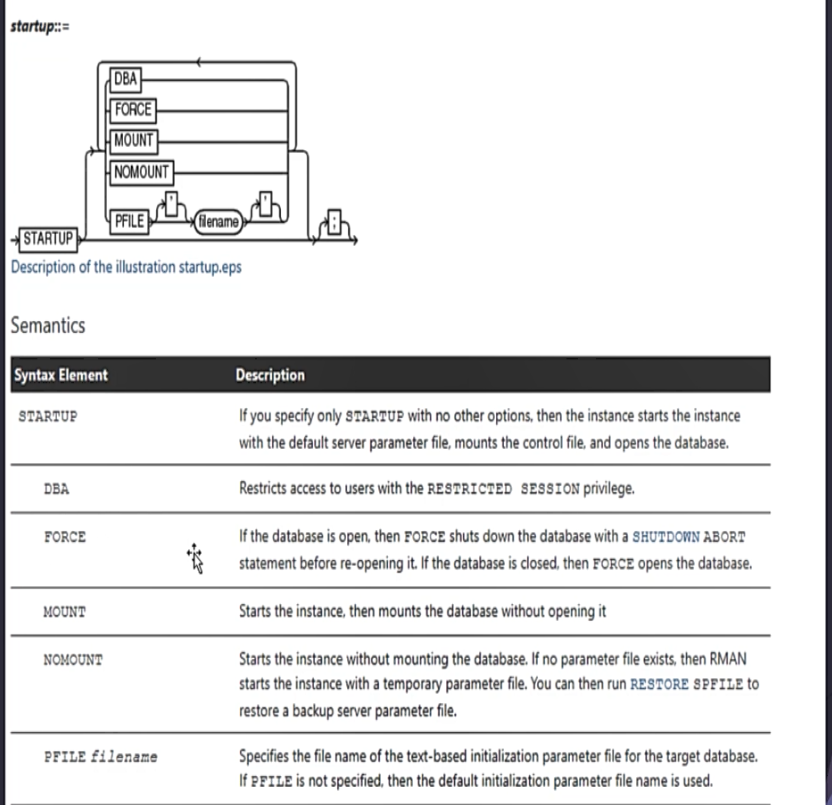 startup::=
DBA
FORCE
MOUNT
NOMOUNT
PFILE ' filename '
STARTUP ;
Description of the illustration startup.eps
Semantics
Syntax Element Description
STARTUP If you specify only STARTUP with no other options, then the instance starts the instance
with the default server parameter file, mounts the control file, and opens the database.
DBA Restricts access to users with the RESTRICTED SESSION privilege.
FORCE If the database is open, then FORCE shuts down the database with a SHUTDOWN ABORT
statement before re-opening it. If the database is closed, then FORCE opens the database.
MOUNT Starts the instance, then mounts the database without opening it
NOMOUNT Starts the instance without mounting the database. If no parameter file exists, then RMAN
starts the instance with a temporary parameter file. You can then run RESTORE SPFILE to
restore a backup server parameter file.
PFILE filename Specifies the file name of the text-based initialization parameter file for the target database.
If PFILE is not specified, then the default initialization parameter file name is used.